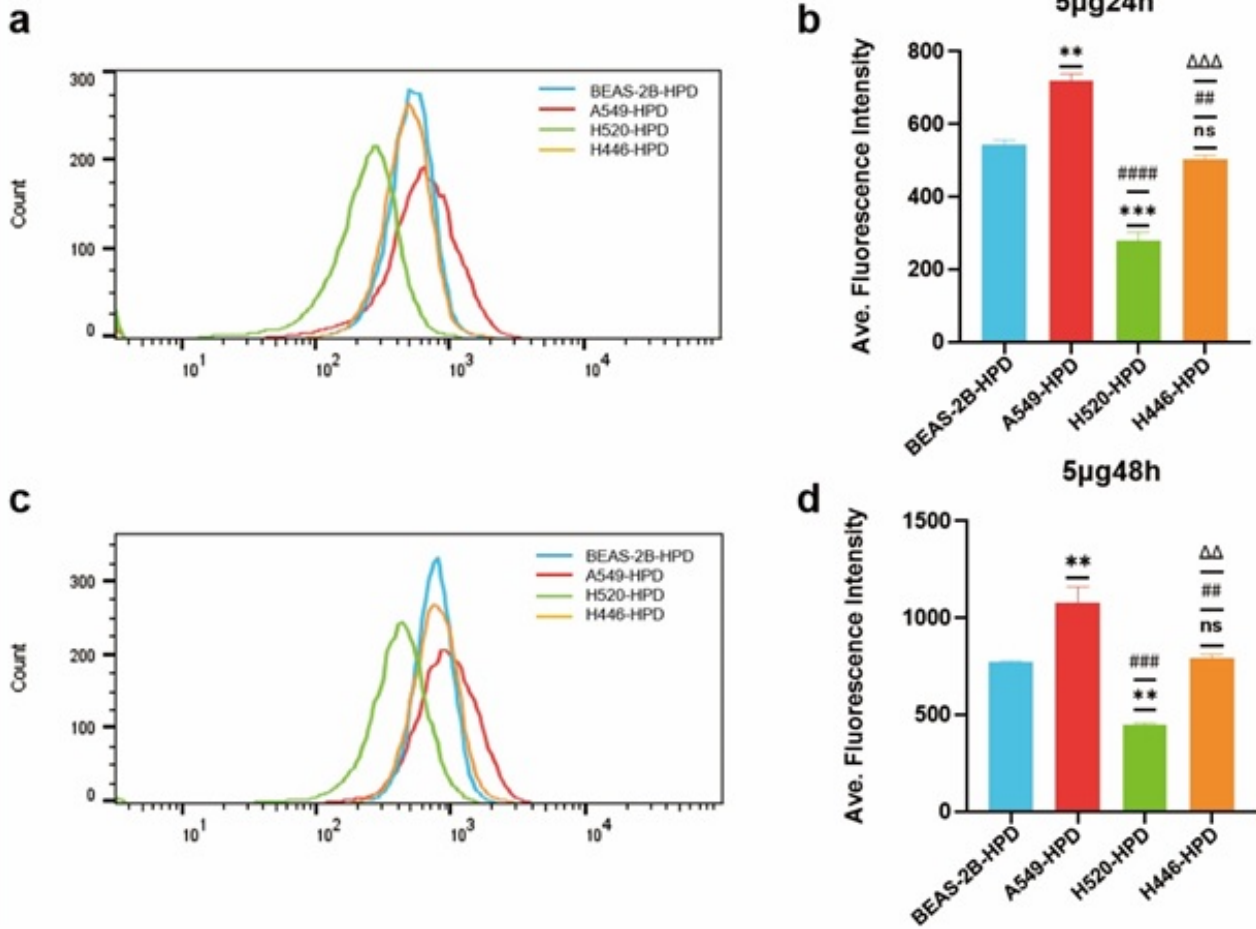 a
Count
300
200
100
0
10¹
10²
10³
10⁴
BEAS-2B-HPD
A549-HPD
H520-HPD
H446-HPD
b
5μg24h
Ave. Fluorescence Intensity
800
600
400
200
0
**
####
***
ΔΔΔ
##
ns
BEAS-2B-HPD
A549-HPD
H520-HPD
H446-HPD
c
Count
300
200
100
0
10¹
10²
10³
10⁴
BEAS-2B-HPD
A549-HPD
H520-HPD
H446-HPD
d
5μg48h
Ave. Fluorescence Intensity
1500
1000
500
0
**
###
**
ΔΔ
##
ns
BEAS-2B-HPD
A549-HPD
H520-HPD
H446-HPD